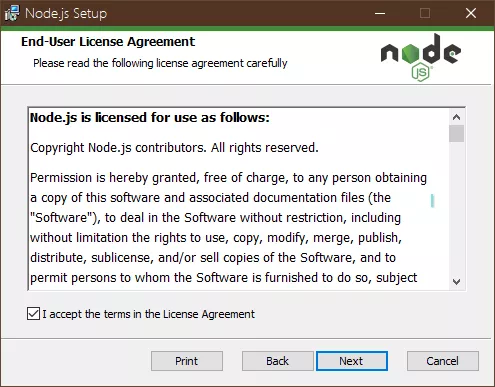 Node.js Setup
End-User License Agreement
Please read the following license agreement carefully
node
JS
Node.js is licensed for use as follows:
Copyright Node.js contributors. All rights reserved.
Permission is hereby granted, free of charge, to any person obtaining
a copy of this software and associated documentation files (the
"Software"), to deal in the Software without restriction, including
without limitation the rights to use, copy, modify, merge, publish,
distribute, sublicense, and/or sell copies of the Software, and to
permit persons to whom the Software is furnished to do so, subject
I accept the terms in the License Agreement
Print
Back
Next
Cancel